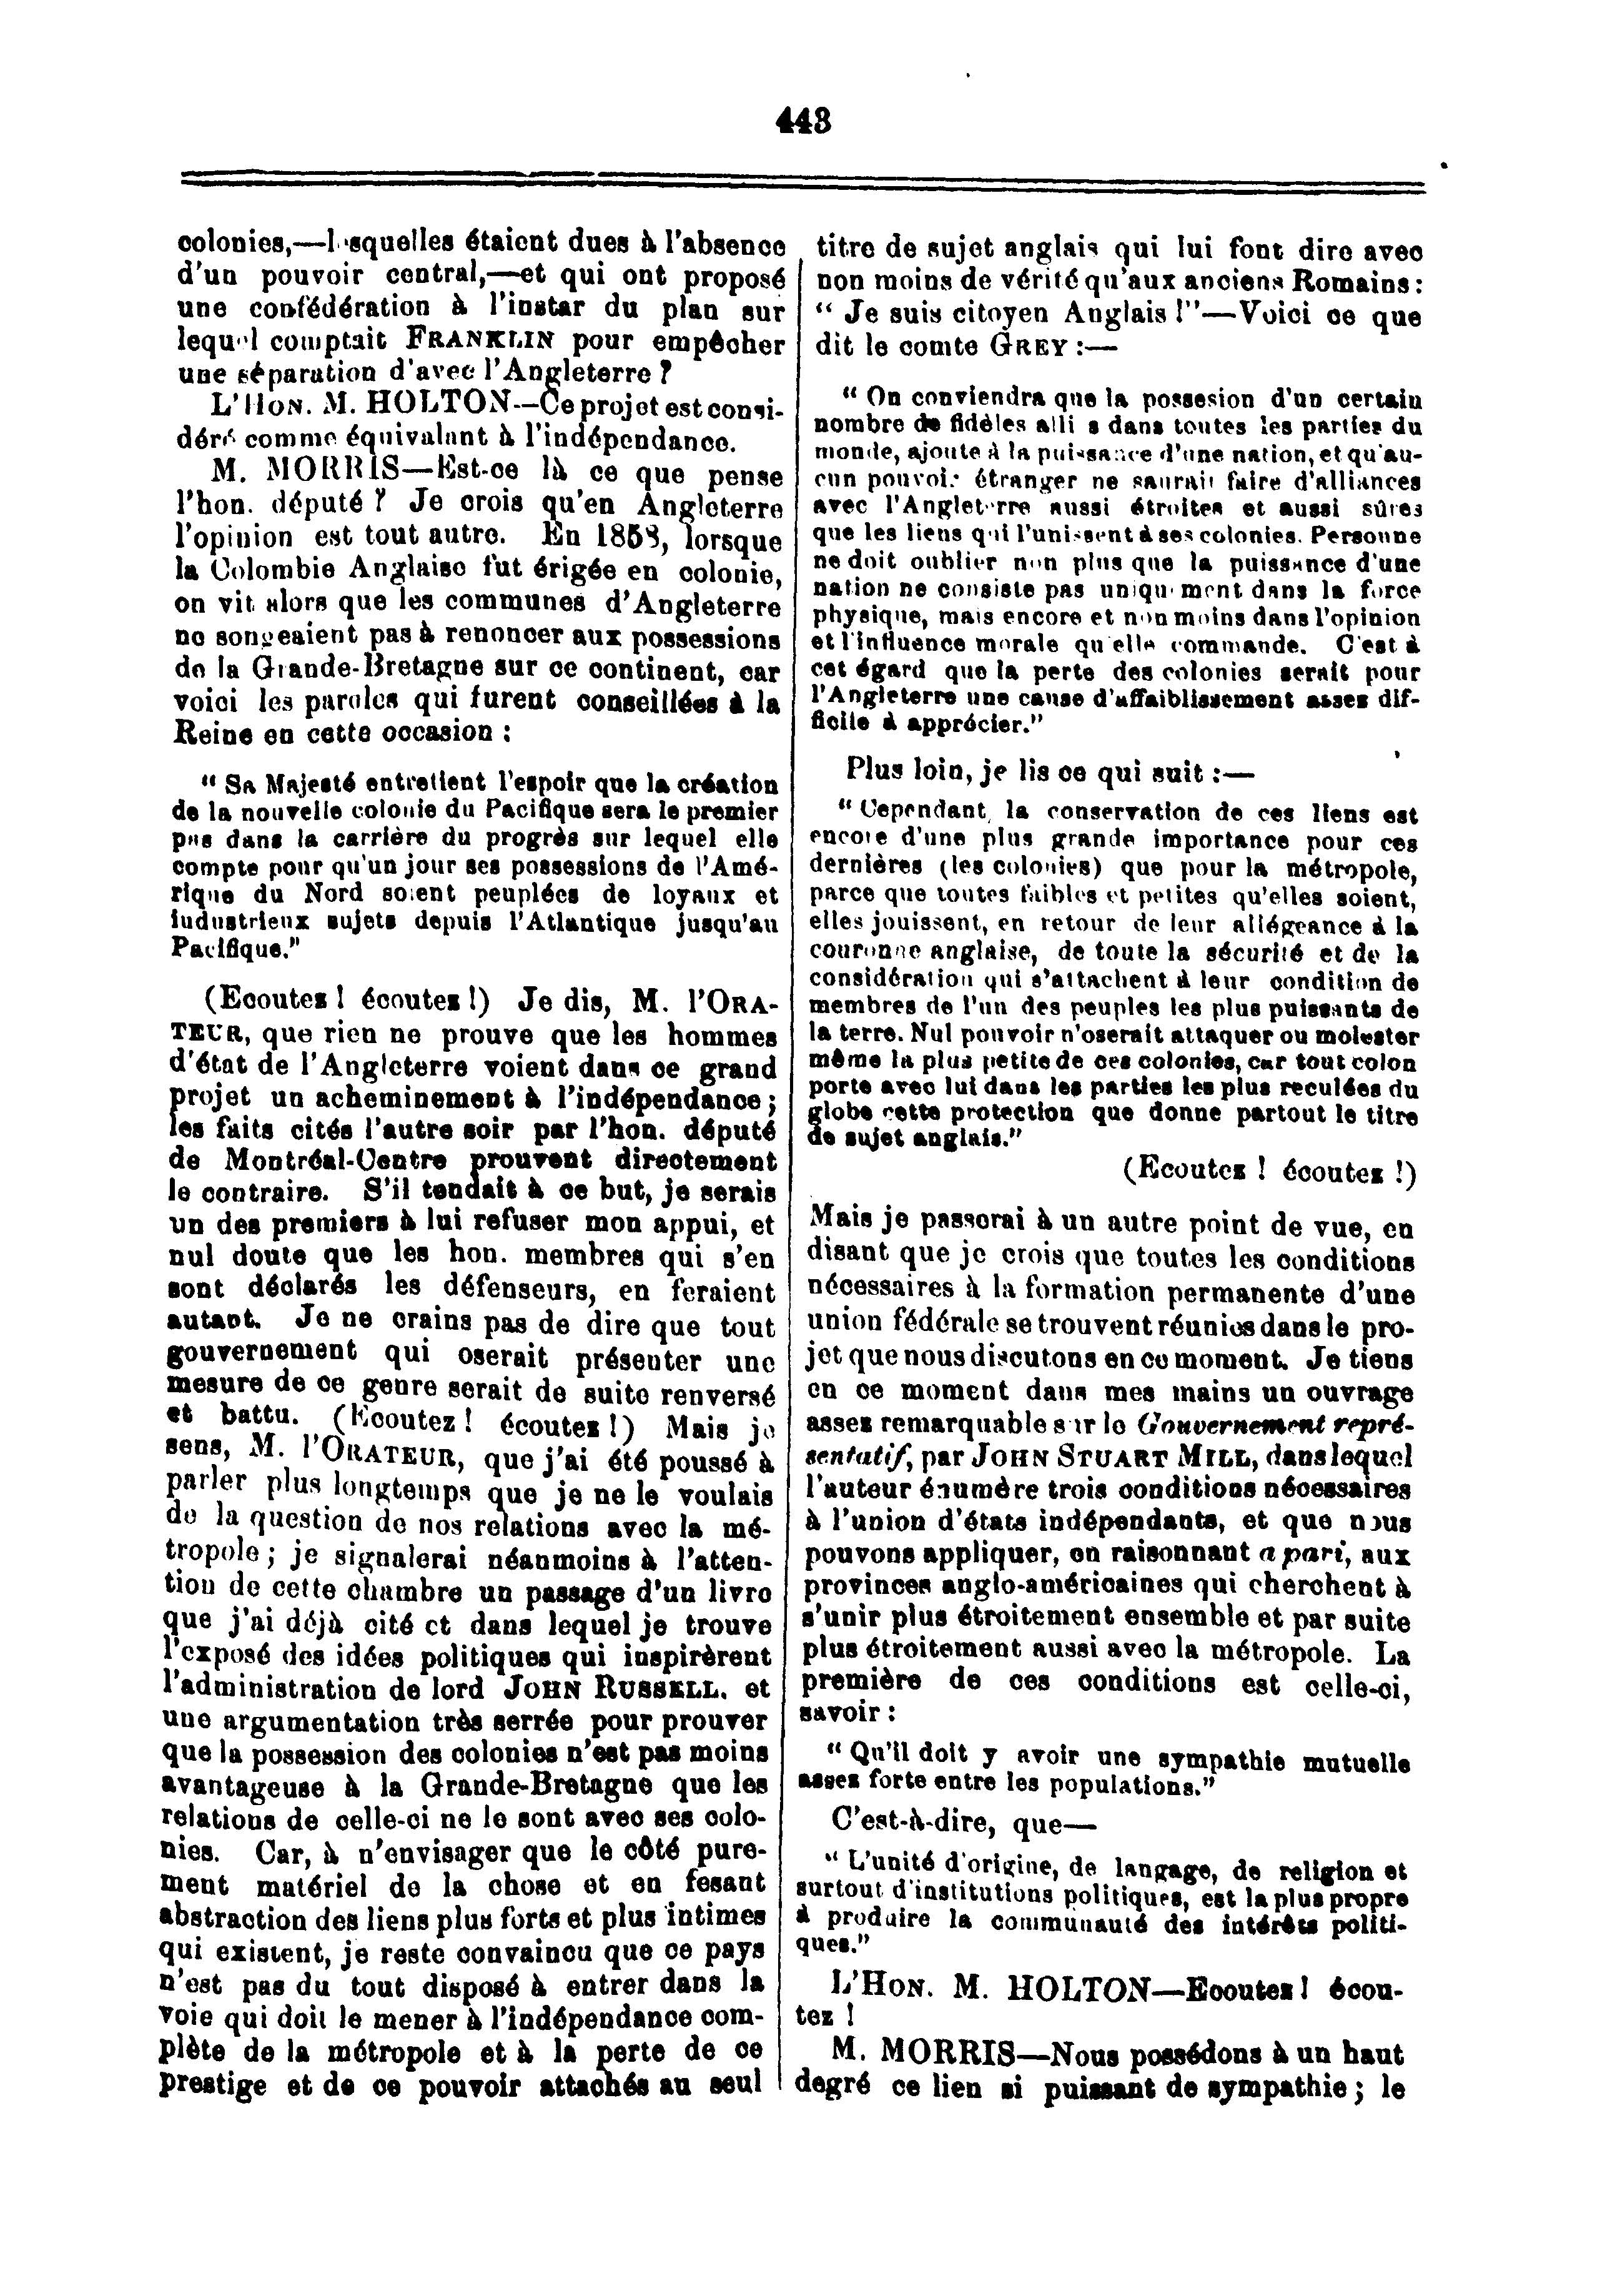 443
colonies,—lesquelles étaient dues à l'absence
d'un pouvoir central,—et qui ont proposé
une confédération à l'instar du plan sur
lequel comptait FRANKLIN pour empêcher
une séparation d'avec l'Angleterre ?
L'HON. M. HOLTON—Ce projet est consi-
déré comme équivalant à l'indépendance.
M. MORRIS—Est-ce là ce que pense
l'hon. député ? Je crois qu'en Angleterre
l'opinion est tout autre. En 1858, lorsque
la Colombie Anglaise fut érigée en colonie,
on vit alors que les communes d'Angleterre
ne songeaient pas à renoncer aux possessions
de la Grande-Bretagne sur ce continent, car
voici les paroles qui furent conseillées à la
Reine en cette occasion :
“ Sa Majesté entretient l'espoir que la création
de la nouvelle colonie du Pacifique sera le premier
pas dans la carrière du progrès sur lequel elle
compte pour qu'un jour ses possessions de l'Amé-
rique du Nord soient peuplées de loyaux et
industrieux sujets depuis l'Atlantique jusqu'au
Pacifique.”
(Ecoutez ! écoutez !) Je dis, M. l'ORA-
TEUR, que rien ne prouve que les hommes
d'état de l'Angleterre voient dans ce grand
projet un acheminement à l'indépendance ;
les faits cités l'autre soir par l'hon. député
de Montréal-Centre prouvent directement
le contraire. S'il tendait à ce but, je serais
un des premiers à lui refuser mon appui, et
nul doute que les hon. membres qui s'en
sont déclarés les défenseurs, en feraient
autant. Je ne crains pas de dire que tout
gouvernement qui oserait présenter une
mesure de ce genre serait de suite renversé
et battu. (Ecoutez ! écoutez !) Mais je
sens, M. l'ORATEUR, que j'ai été poussé à
parler plus longtemps que je ne le voulais
de la question de nos relations avec la mé-
tropole ; je signalerai néanmoins à l'atten-
tion de cette chambre un passage d'un livre
que j'ai déjà cité et dans lequel je trouve
l'exposé des idées politiques qui inspirèrent
l'administration de lord JOHN RUSSELL, et
une argumentation très serrée pour prouver
que la possession des colonies n'est pas moins
avantageuse à la Grande-Bretagne que les
relations de celle-ci ne le sont avec ses colo-
nies. Car, à n'envisager que le côté pure-
ment matériel de la chose et en fesant
abstraction des liens plus forts et plus intimes
qui existent, je reste convaincu que ce pays
n'est pas du tout disposé à entrer dans la
voie qui doit le mener à l'indépendance com-
plète de la métropole et à la perte de ce
prestige et de ce pouvoir attachés au seul
titre de sujet anglais qui lui font dire avec
non moins de vérité qu'aux anciens Romains :
“ Je suis citoyen Anglais !”—Voici ce que
dit le comte GREY :—
“ On conviendra que la possesion d'un certain
nombre de fidèles alliés dans toutes les parties du
monde, ajoute à la puissance d'une nation, et qu'au-
cun pouvoir étranger ne saurait faire d'alliances
avec l'Angleterre aussi étroites et aussi sûres
que les liens qui l'unissent à ses colonies. Personne
ne doit oublier non plus que la puissance d'une
nation ne consiste pas uniquement dans la force
physique, mais encore et non moins dans l'opinion
et l'influence morale qu'elle commande. C'est à
cet égard que la perte des colonies serait pour
l'Angleterre une cause d'affaiblissement assez dif-
ficile à apprécier.”
Plus loin, je lis ce qui suit :—
“ Cependant, la conservation de ces liens est
encore d'une plus grande importance pour ces
dernières (les colonies) que pour la métropole,
parce que toutes faibles et petites qu'elles soient,
elles jouissent, en retour de leur allégeance à la
couronne anglaise, de toute la sécurité et de la
considération qui s'attachent à leur condition de
membres de l'un des peuples les plus puissants de
la terre. Nul pouvoir n'oserait attaquer ou molester
même la plus petite de ces colonies, car tout colon
porte avec lui dans les parties les plus reculées du
globe cette protection que donne partout le titre
de sujet anglais.”
(Ecoutez ! écoutez !)
Mais je passerai à un autre point de vue, en
disant que je crois que toutes les conditions
nécessaires à la formation permanente d'une
union fédérale se trouvent réunies dans le pro-
jet que nous discutons en ce moment. Je tiens
en ce moment dans mes mains un ouvrage
assez remarquable sur le Gouvernement repré-
sentatif, par JOHN STUART MILL, dans lequel
l'auteur énumère trois conditions nécessaires
à l'union d'états indépendants, et que nous
pouvons appliquer, en raisonnant a pari, aux
provinces anglo-américaines qui cherchent à
s'unir plus étroitement ensemble et par suite
plus étroitement aussi avec la métropole. La
première de ces conditions est celle-ci,
savoir :
“ Qu'il doit y avoir une sympathie mutuelle
assez forte entre les populations.”
C'est-à-dire, que—
“ L'unité d'origine, de langage, de religion et
surtout d'institutions politiques, est la plus propre
à produire la communauté des intérêts politi-
ques.”
L'HON. M. HOLTON—Ecoutez ! écou-
tez !
M. MORRIS—Nous possédons à un haut
degré ce lien si puissant de sympathie ; le